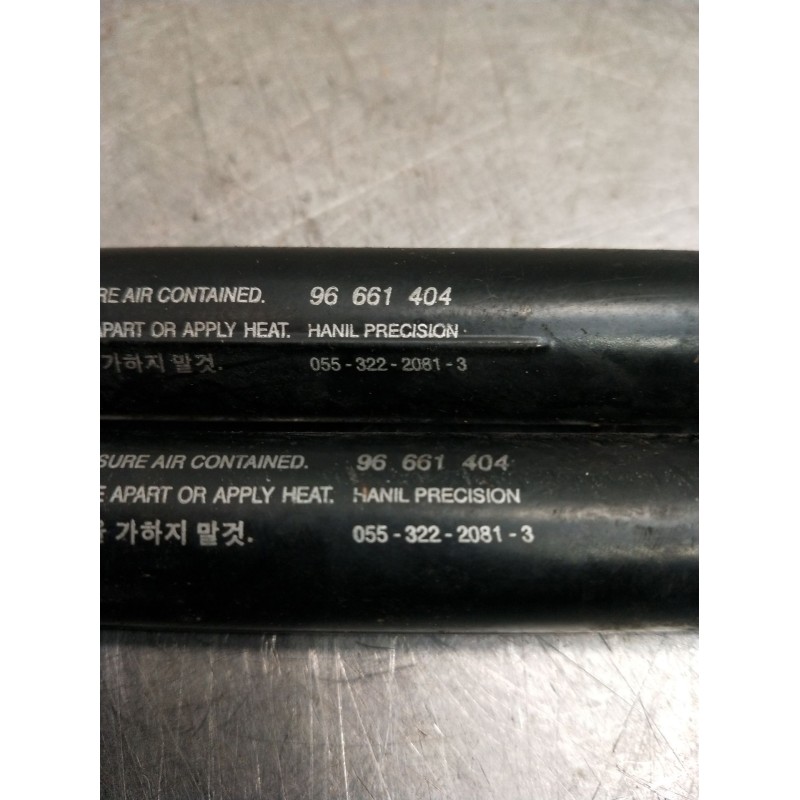 AIR CONTAINED. 96 661 404
APART OR APPLY HEAT. HANIL PRECISION
가하지 말것. 055-322-2081-3
AIR CONTAINED. 96 661 404
APART OR APPLY HEAT. HANIL PRECISION
가하지 말것. 055-322-2081-3